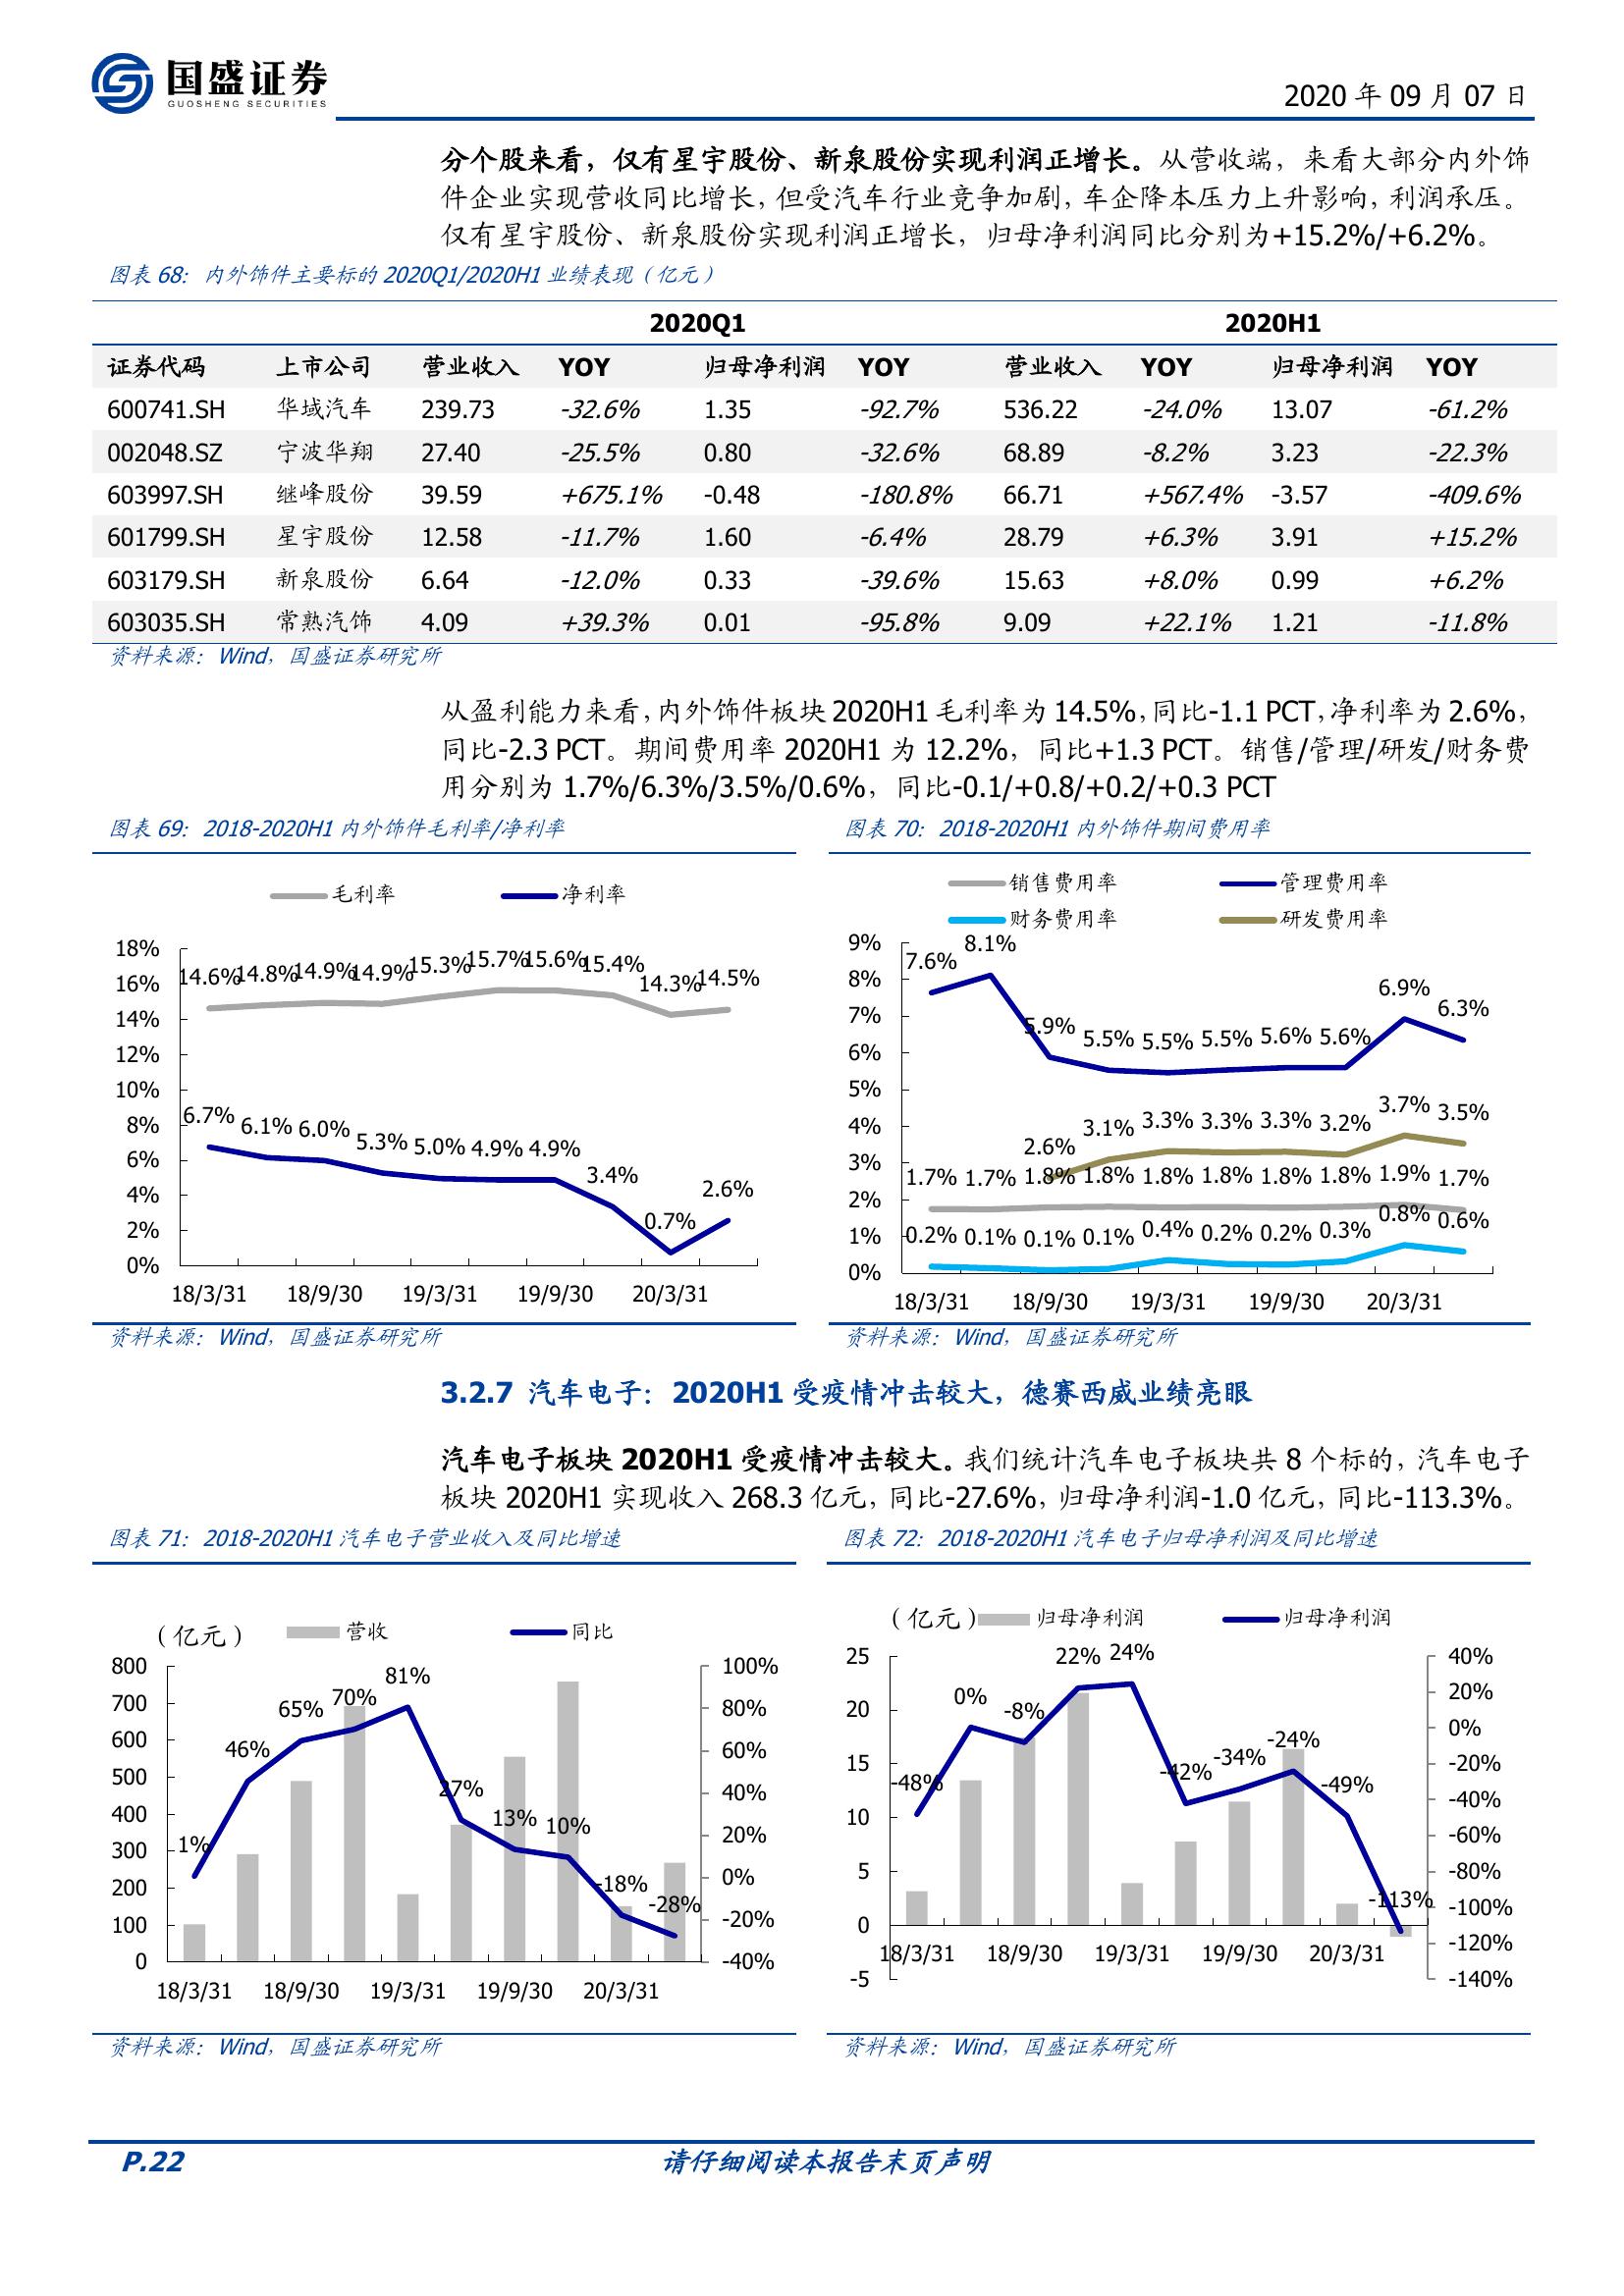 国盛证券
GUOSHENG SECURITIES
2020 年 09 月 07 日
分个股来看，仅有星宇股份、新泉股份实现利润正增长。从营收端，来看大部分内外饰
件企业实现营收同比增长，但受汽车行业竞争加剧，车企降本压力上升影响，利润承压。
仅有星宇股份、新泉股份实现利润正增长，归母净利润同比分别为+15.2%/+6.2%。
图表 68：内外饰件主要标的 2020Q1/2020H1 业绩表现（亿元）
2020Q1 2020H1
证券代码 上市公司 营业收入 YOY 归母净利润 YOY 营业收入 YOY 归母净利润 YOY
600741.SH 华域汽车 239.73 -32.6% 1.35 -92.7% 536.22 -24.0% 13.07 -61.2%
002048.SZ 宁波华翔 27.40 -25.5% 0.80 -32.6% 68.89 -8.2% 3.23 -22.3%
603997.SH 继峰股份 39.59 +675.1% -0.48 -180.8% 66.71 +567.4% -3.57 -409.6%
601799.SH 星宇股份 12.58 -11.7% 1.60 -6.4% 28.79 +6.3% 3.91 +15.2%
603179.SH 新泉股份 6.64 -12.0% 0.33 -39.6% 15.63 +8.0% 0.99 +6.2%
603035.SH 常熟汽饰 4.09 +39.3% 0.01 -95.8% 9.09 +22.1% 1.21 -11.8%
资料来源：Wind，国盛证券研究所
从盈利能力来看，内外饰件板块 2020H1 毛利率为 14.5%，同比-1.1 PCT，净利率为 2.6%，
同比-2.3 PCT。期间费用率 2020H1 为 12.2%，同比+1.3 PCT。销售/管理/研发/财务费
用分别为 1.7%/6.3%/3.5%/0.6%，同比-0.1/+0.8/+0.2/+0.3 PCT
图表 69：2018-2020H1 内外饰件毛利率/净利率
毛利率 净利率
18%
16%
14%
12%
10%
8%
6%
4%
2%
0%
14.6% 14.8% 14.9% 14.9% 15.3% 15.7% 15.6% 15.4% 14.3% 14.5%
6.7% 6.1% 6.0% 5.3% 5.0% 4.9% 4.9% 3.4% 0.7% 2.6%
18/3/31 18/9/30 19/3/31 19/9/30 20/3/31
资料来源：Wind，国盛证券研究所
图表 70：2018-2020H1 内外饰件期间费用率
销售费用率 管理费用率
财务费用率 研发费用率
9%
8%
7%
6%
5%
4%
3%
2%
1%
0%
7.6% 8.1% 5.9% 5.5% 5.5% 5.5% 5.6% 5.6% 6.9% 6.3%
2.6% 3.1% 3.3% 3.3% 3.3% 3.2% 3.7% 3.5%
1.7% 1.7% 1.8% 1.8% 1.8% 1.8% 1.8% 1.8% 1.9% 1.7%
0.2% 0.1% 0.1% 0.1% 0.4% 0.2% 0.2% 0.3% 0.8% 0.6%
18/3/31 18/9/30 19/3/31 19/9/30 20/3/31
资料来源：Wind，国盛证券研究所
3.2.7 汽车电子：2020H1 受疫情冲击较大，德赛西威业绩亮眼
汽车电子板块 2020H1 受疫情冲击较大。我们统计汽车电子板块共 8 个标的，汽车电子
板块 2020H1 实现收入 268.3 亿元，同比-27.6%，归母净利润-1.0 亿元，同比-113.3%。
图表 71：2018-2020H1 汽车电子营业收入及同比增速
（亿元） 营收 同比
800
700
600
500
400
300
200
100
0
1% 46% 65% 70% 81% 27% 13% 10% -18% -28%
100%
80%
60%
40%
20%
0%
-20%
-40%
18/3/31 18/9/30 19/3/31 19/9/30 20/3/31
资料来源：Wind，国盛证券研究所
图表 72：2018-2020H1 汽车电子归母净利润及同比增速
（亿元） 归母净利润 归母净利润
25
20
15
10
5
0
-5
-48% 0% -8% 22% 24% -42% -34% -24% -49% -113%
40%
20%
0%
-20%
-40%
-60%
-80%
-100%
-120%
-140%
18/3/31 18/9/30 19/3/31 19/9/30 20/3/31
资料来源：Wind，国盛证券研究所
P.22 请仔细阅读本报告末页声明